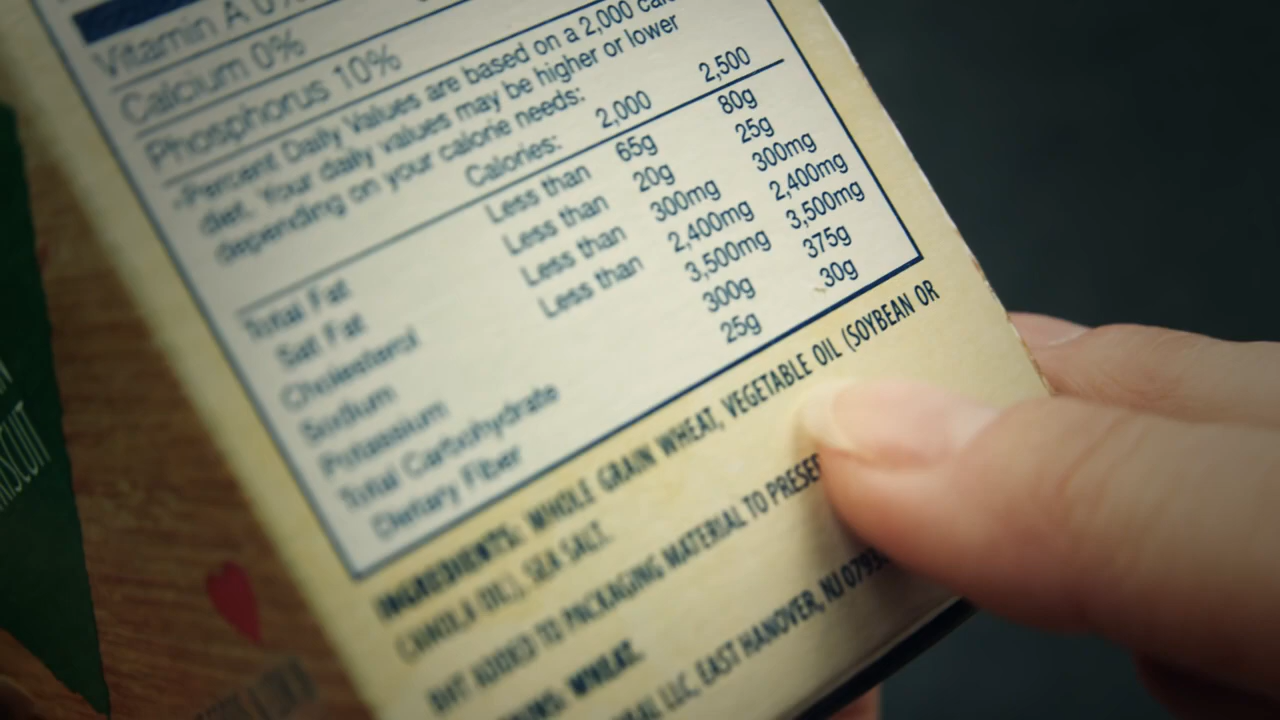 Vitamin A 0%
Calcium 0%
Phosphorus 10%
Percent Daily Values are based on a 2,000
diet. Your daily values may be higher or lower
depending on your calorie needs:
Calories: 2,000 2,500
Total Fat Less than 65g 80g
Sat Fat Less than 20g 25g
Cholesterol Less than 300mg 300mg
Sodium Less than 2,400mg 2,400mg
Potassium 3,500mg 3,500mg
Total Carbohydrate 300g 375g
Dietary Fiber 25g 30g
INGREDIENTS: WHOLE GRAIN WHEAT, VEGETABLE OIL (SOYBEAN OR
CANOLA OIL), SEA SALT.
BHT ADDED TO PACKAGING MATERIAL TO
WHEAT.
LLC, EAST HANOVER, NJ